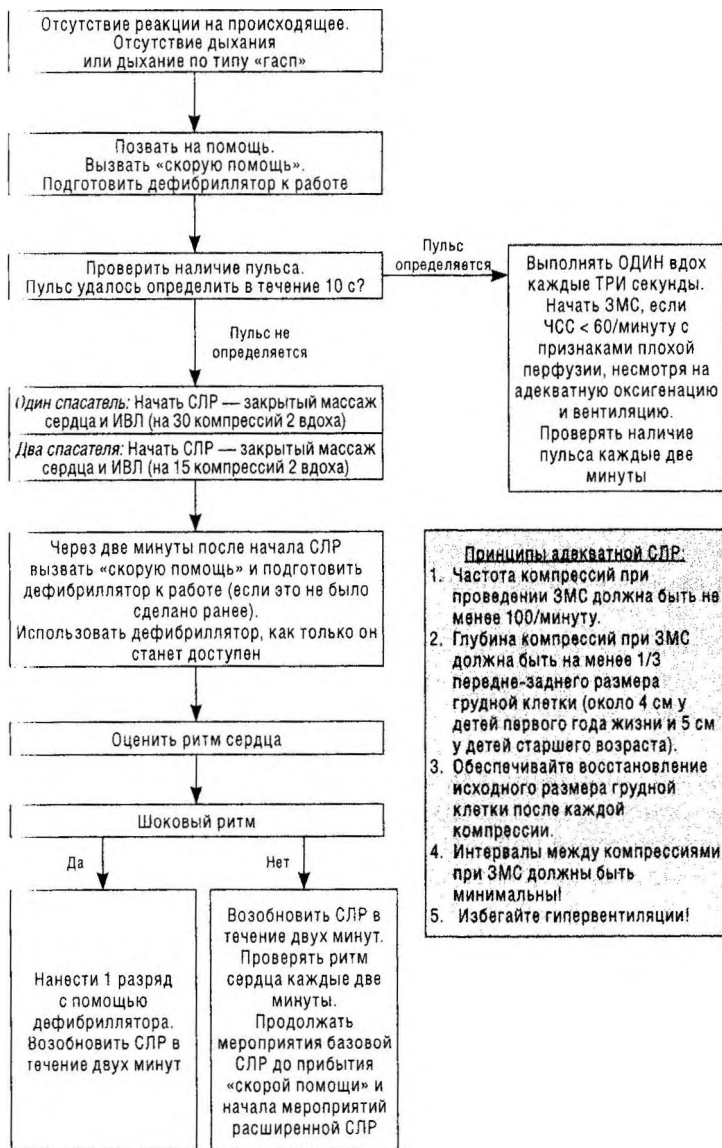 Отсутствие реакции на происходящее.
Отсутствие дыхания
или дыхание по типу «гасп»
Позвать на помощь.
Вызвать «скорую помощь».
Подготовить дефибриллятор к работе
Проверить наличие пульса.
Пульс удалось определить в течение 10 с?
Пульс
определяется
Выполнять ОДИН вдох
каждые ТРИ секунды.
Начать ЗМС, если
ЧСС < 60/минуту с
признаками плохой
перфузии, несмотря на
адекватную оксигенацию
и вентиляцию.
Проверять наличие
пульса каждые две
минуты
Пульс не
определяется
Один спасатель: Начать СЛР — закрытый массаж
сердца и ИВЛ (на 30 компрессий 2 вдоха)
Два спасателя: Начать СЛР — закрытый массаж
сердца и ИВЛ (на 15 компрессий 2 вдоха)
Через две минуты после начала СЛР
вызвать «скорую помощь» и подготовить
дефибриллятор к работе (если это не было
сделано ранее).
Использовать дефибриллятор, как только он
станет доступен
Оценить ритм сердца
Шоковый ритм
Да
Нет
Нанести 1 разряд
с помощью
дефибриллятора.
Возобновить СЛР в
течение двух минут
Возобновить СЛР в
течение двух минут.
Проверять ритм
сердца каждые две
минуты.
Продолжать
мероприятия базовой
СЛР до прибытия
«скорой помощи» и
начала мероприятий
расширенной СЛР
Принципы адекватной СЛР:
1. Частота компрессий при
проведении ЗМС должна быть не
менее 100/минуту.
2. Глубина компрессий при ЗМС
должна быть на менее 1/3
передне-заднего размера
грудной клетки (около 4 см у
детей первого года жизни и 5 см
у детей старшего возраста).
3. Обеспечивайте восстановление
исходного размера грудной
клетки после каждой
компрессии.
4. Интервалы между компрессиями
при ЗМС должны быть
минимальны!
5. Избегайте гипервентиляции!